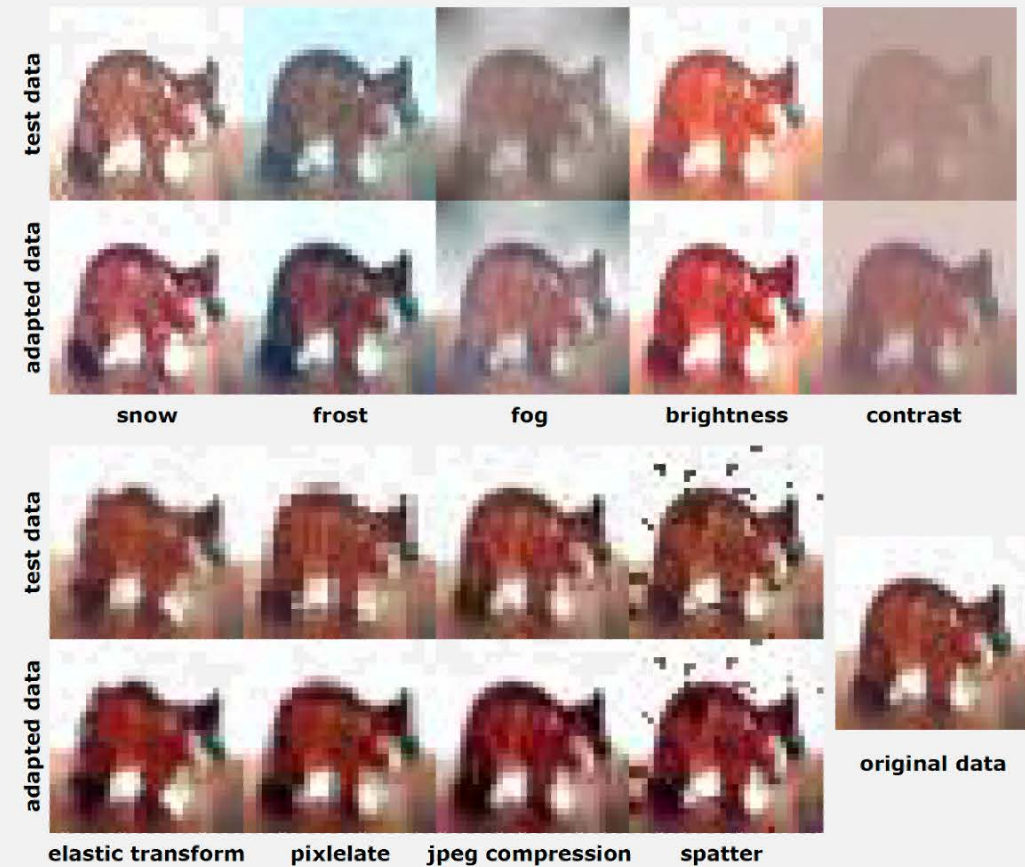 test data
adapted data
snow frost fog brightness contrast
test data
adapted data
original data
elastic transform pixlelate jpeg compression spatter